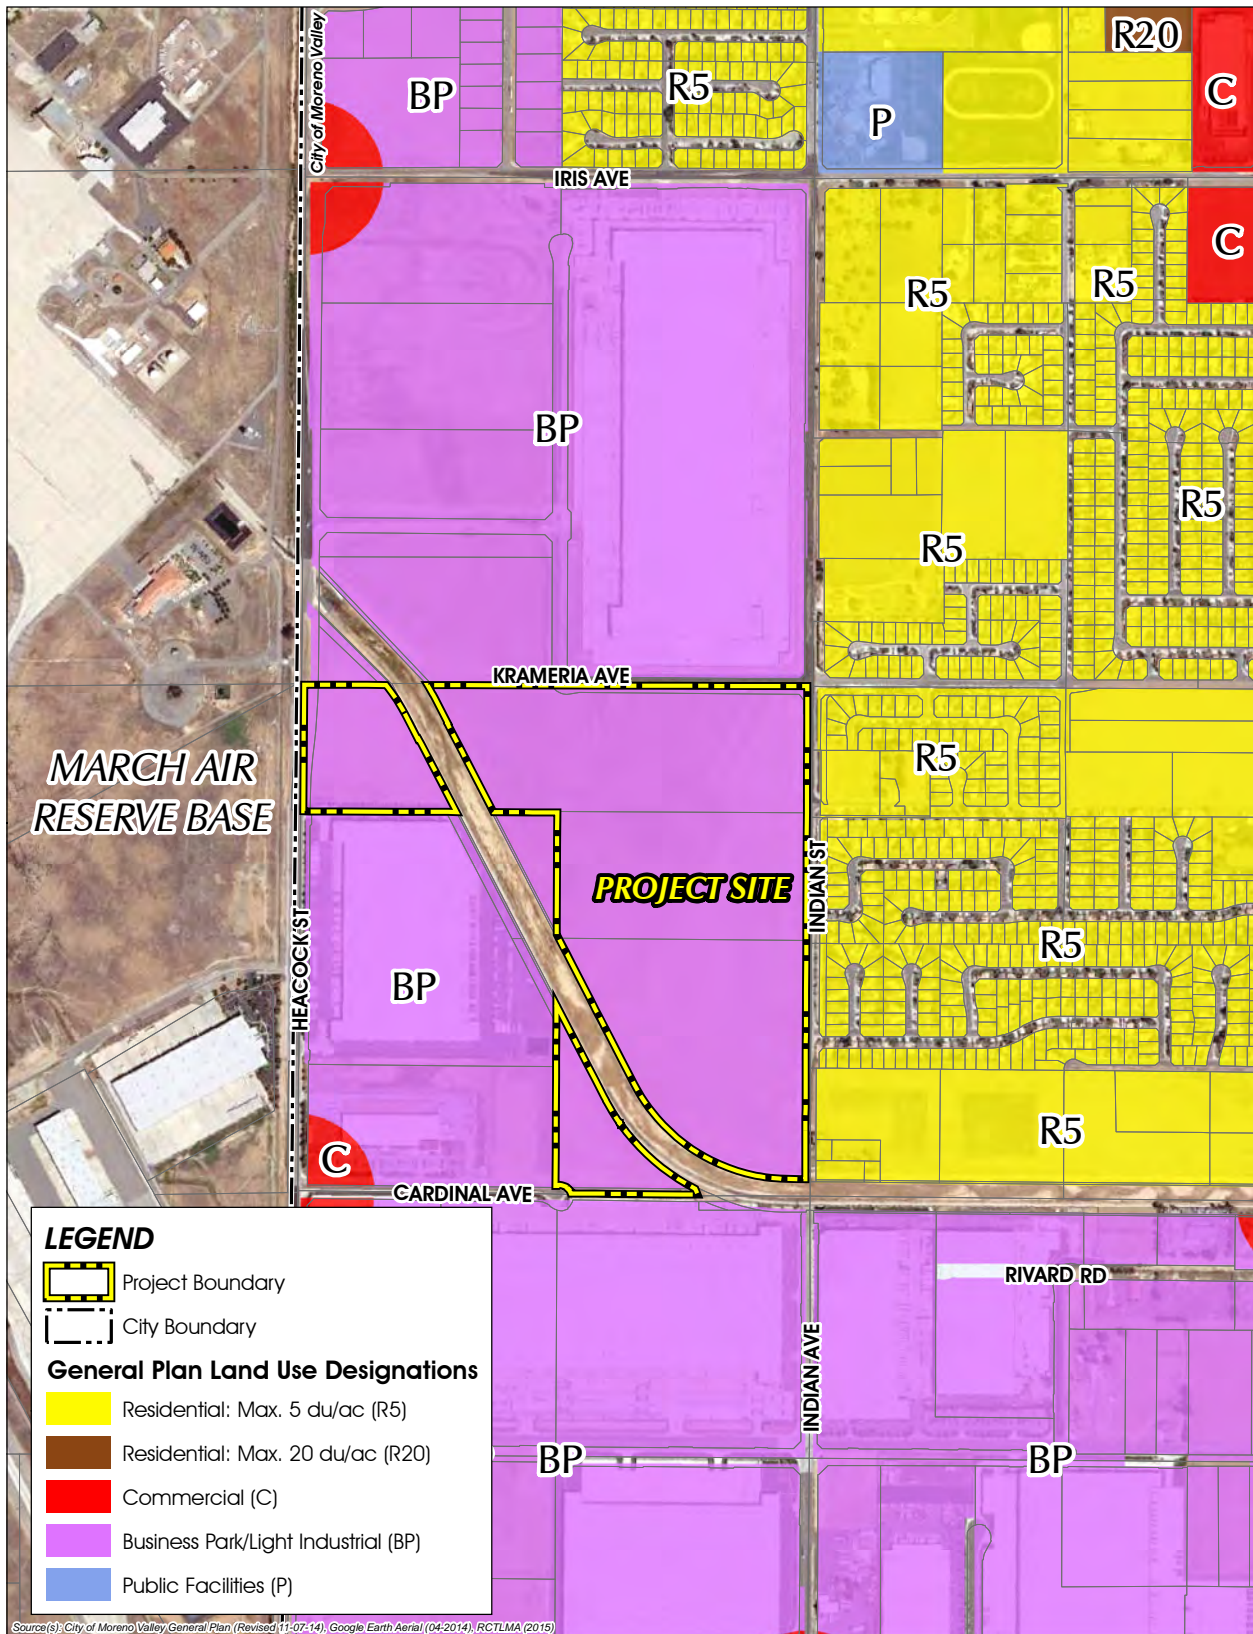 City of Moreno Valley
BP
R5
P
R20
C
IRIS AVE
C
R5
R5
BP
R5
R5
KRAMERIA AVE
MARCH AIR
RESERVE BASE
R5
PROJECT SITE
INDIAN ST
HEACOCK ST
BP
R5
R5
C
CARDINAL AVE
RIVARD RD
INDIAN AVE
BP
BP
LEGEND
Project Boundary
City Boundary
General Plan Land Use Designations
Residential: Max. 5 du/ac (R5)
Residential: Max. 20 du/ac (R20)
Commercial (C)
Business Park/Light Industrial (BP)
Public Facilities (P)
Source(s): City of Moreno Valley General Plan (Revised 11-07-14), Google Earth Aerial (04-2014), RCTLMA (2015)